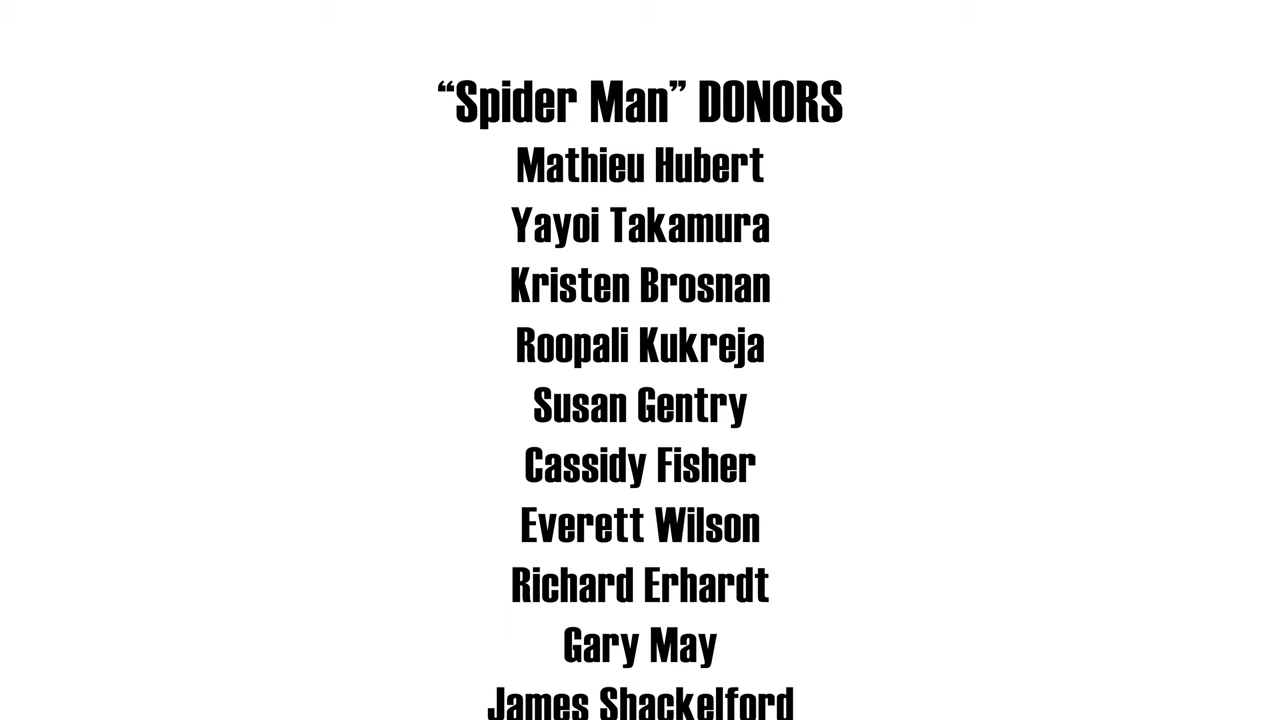 “Spider Man” DONORS
Mathieu Hubert
Yayoi Takamura
Kristen Brosnan
Roopali Kukreja
Susan Gentry
Cassidy Fisher
Everett Wilson
Richard Erhardt
Gary May
James Shackelford